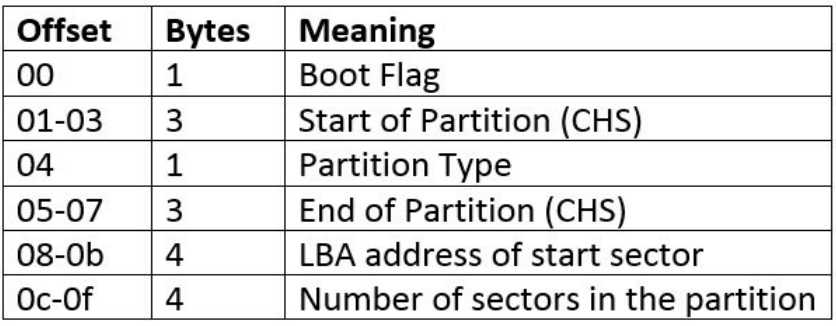 Offset Bytes Meaning
00 1 Boot Flag
01-03 3 Start of Partition (CHS)
04 1 Partition Type
05-07 3 End of Partition (CHS)
08-0b 4 LBA address of start sector
0c-0f 4 Number of sectors in the partition